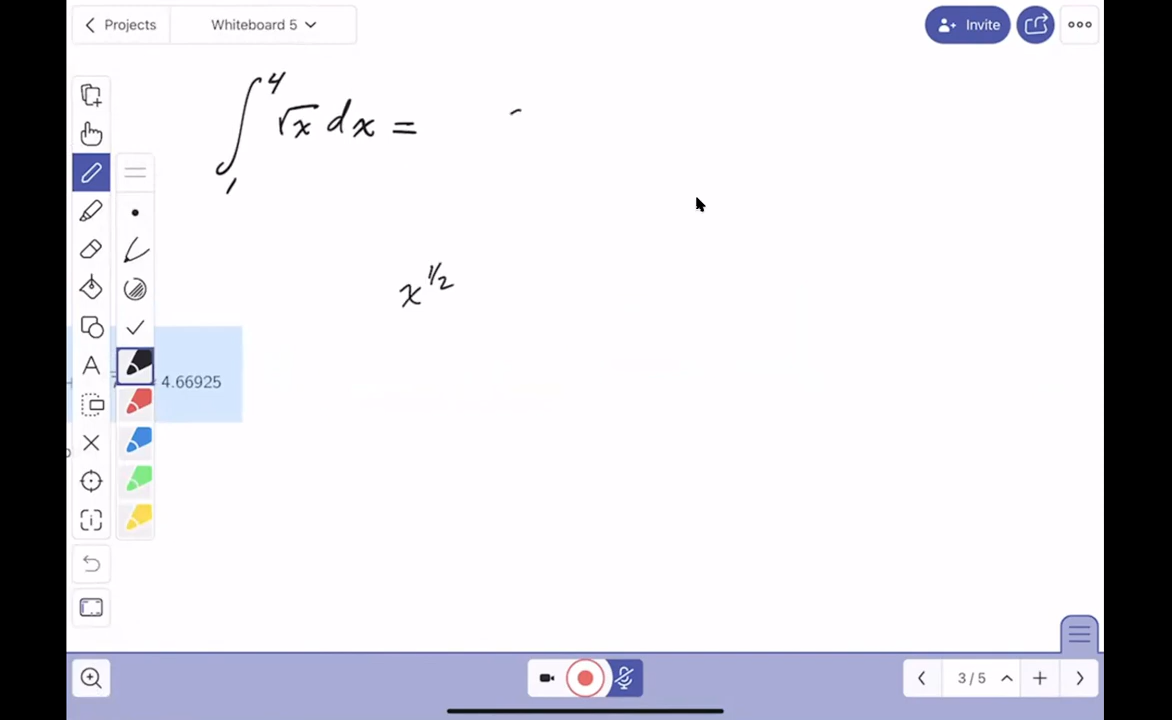 Projects
Whiteboard 5
Invite
∫₁⁴ √x dx =
x^{1/2}
4.66925
3/5